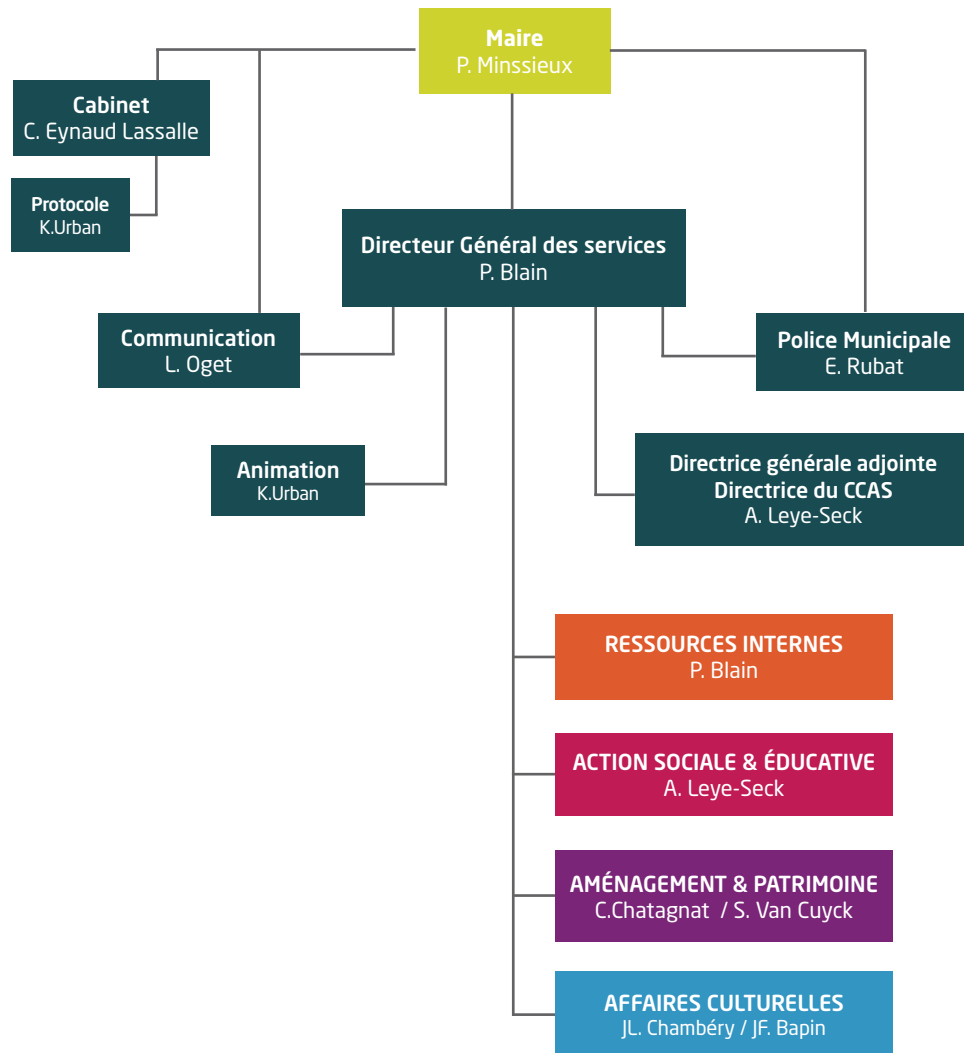 Maire
P. Minssieux
Cabinet
C. Eynaud Lassalle
Protocole
K.Urban
Directeur Général des services
P. Blain
Communication
L. Oget
Police Municipale
E. Rubat
Animation
K.Urban
Directrice générale adjointe
Directrice du CCAS
A. Leye-Seck
RESSOURCES INTERNES
P. Blain
ACTION SOCIALE & ÉDUCATIVE
A. Leye-Seck
AMÉNAGEMENT & PATRIMOINE
C.Chatagnat / S. Van Cuyck
AFFAIRES CULTURELLES
JL. Chambéry / JF. Bapin